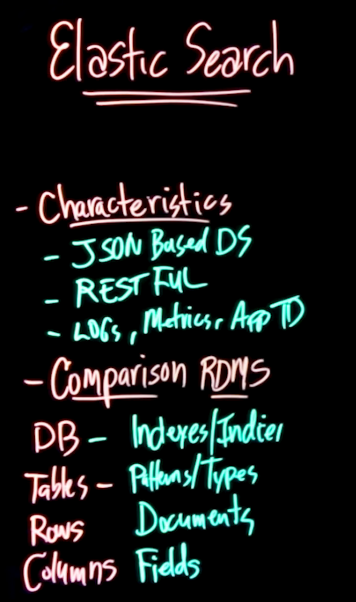 Elastic Search
- Characteristics
- JSON Based DS
- RESTFUL
- LOGs, Metrics, App TD
- Comparison RDMS
DB - Indexes/Indices
Tables - Patterns/Types
Rows Documents
Columns Fields